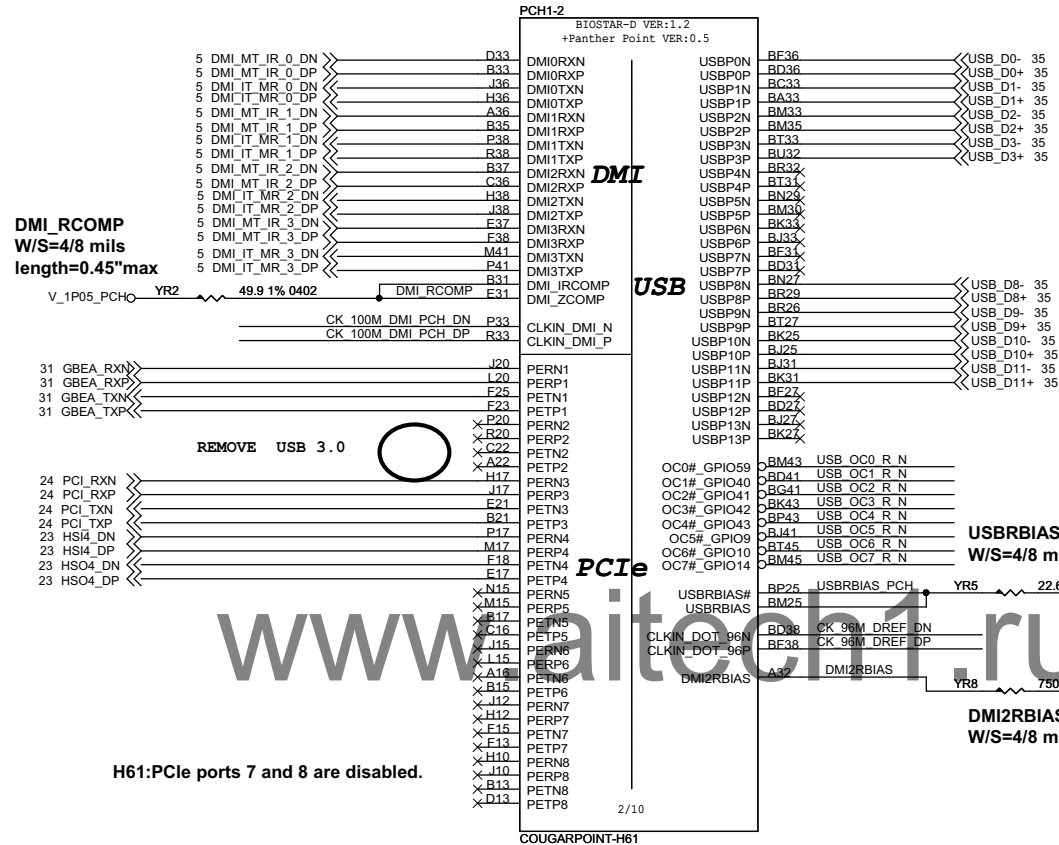 PCH1-2
BIOSTAR-D VER:1.2
+Panther Point VER:0.5
5 DMI_MT_IR_0_DN D33 DMI0RXN
5 DMI_MT_IR_0_DP B33 DMI0RXP
5 DMI_IT_MR_0_DN J36 DMI0TXN
5 DMI_IT_MR_0_DP H36 DMI0TXP
5 DMI_MT_IR_1_DN A36 DMI1RXN
5 DMI_MT_IR_1_DP B35 DMI1RXP
5 DMI_IT_MR_1_DN P38 DMI1TXN
5 DMI_IT_MR_1_DP R38 DMI1TXP
5 DMI_MT_IR_2_DN B37 DMI2RXN
5 DMI_MT_IR_2_DP C36 DMI2RXP
5 DMI_IT_MR_2_DN H38 DMI2TXN
5 DMI_IT_MR_2_DP J38 DMI2TXP
5 DMI_MT_IR_3_DN E37 DMI3RXN
5 DMI_MT_IR_3_DP F38 DMI3RXP
5 DMI_IT_MR_3_DN M41 DMI3TXN
5 DMI_IT_MR_3_DP P41 DMI3TXP
DMI
DMI_RCOMP
W/S=4/8 mils
length=0.45"max
V_1P05_PCH YR2 49.9 1% 0402 DMI_RCOMP
B31 DMI_IRCOMP
E31 DMI_ZCOMP
CK_100M_DMI_PCH_DN P33 CLKIN_DMI_N
CK_100M_DMI_PCH_DP R33 CLKIN_DMI_P
31 GBEA_RXN J20 PERN1
31 GBEA_RXP L20 PERP1
31 GBEA_TXN F25 PETN1
31 GBEA_TXP F23 PETP1
P20 PERN2
R20 PERP2
C22 PETN2
A22 PETP2
REMOVE USB 3.0
24 PCI_RXN H17 PERN3
24 PCI_RXP J17 PERP3
24 PCI_TXN E21 PETN3
24 PCI_TXP B21 PETP3
23 HSI4_DN P17 PERN4
23 HSI4_DP M17 PERP4
23 HSO4_DN F18 PETN4
23 HSO4_DP E17 PETP4
PCIe
N15 PERN5
M15 PERP5
B17 PETN5
C16 PETP5
J15 PERN6
L15 PERP6
A16 PETN6
B15 PETP6
J12 PERN7
H12 PERP7
F15 PETN7
F13 PETP7
H10 PERN8
J10 PERP8
B13 PETN8
D13 PETP8
H61:PCIe ports 7 and 8 are disabled.
USB
USBP0N BF36 USB_D0- 35
USBP0P BD36 USB_D0+ 35
USBP1N BC33 USB_D1- 35
USBP1P BA33 USB_D1+ 35
USBP2N BM33 USB_D2- 35
USBP2P BM35 USB_D2+ 35
USBP3N BT33 USB_D3- 35
USBP3P BU32 USB_D3+ 35
USBP4N BR32
USBP4P BT31
USBP5N BN29
USBP5P BM30
USBP6N BK33
USBP6P BJ33
USBP7N BF31
USBP7P BD31
USBP8N BN27 USB_D8- 35
USBP8P BR29 USB_D8+ 35
USBP9N BR26 USB_D9- 35
USBP9P BT27 USB_D9+ 35
USBP10N BK25 USB_D10- 35
USBP10P BJ25 USB_D10+ 35
USBP11N BJ31 USB_D11- 35
USBP11P BK31 USB_D11+ 35
USBP12N BF27
USBP12P BD27
USBP13N BJ27
USBP13P BK27
OC0#_GPIO59 BM43 USB_OC0_R_N
OC1#_GPIO40 BD41 USB_OC1_R_N
OC2#_GPIO41 BG41 USB_OC2_R_N
OC3#_GPIO42 BK43 USB_OC3_R_N
OC4#_GPIO43 BP43 USB_OC4_R_N
OC5#_GPIO9 BJ41 USB_OC5_R_N
OC6#_GPIO10 BT45 USB_OC6_R_N
OC7#_GPIO14 BM45 USB_OC7_R_N
USBRBIAS
W/S=4/8 m
USBRBIAS# BP25 USBRBIAS_PCH YR5 22.6
USBRBIAS BM25
CLKIN_DOT_96N BD38 CK_96M_DREF_DN
CLKIN_DOT_96P BF38 CK_96M_DREF_DP
DMI2RBIAS A32 DMI2RBIAS YR8 750
DMI2RBIAS
W/S=4/8 m
2/10
COUGARPOINT-H61
www.aitech1.ru